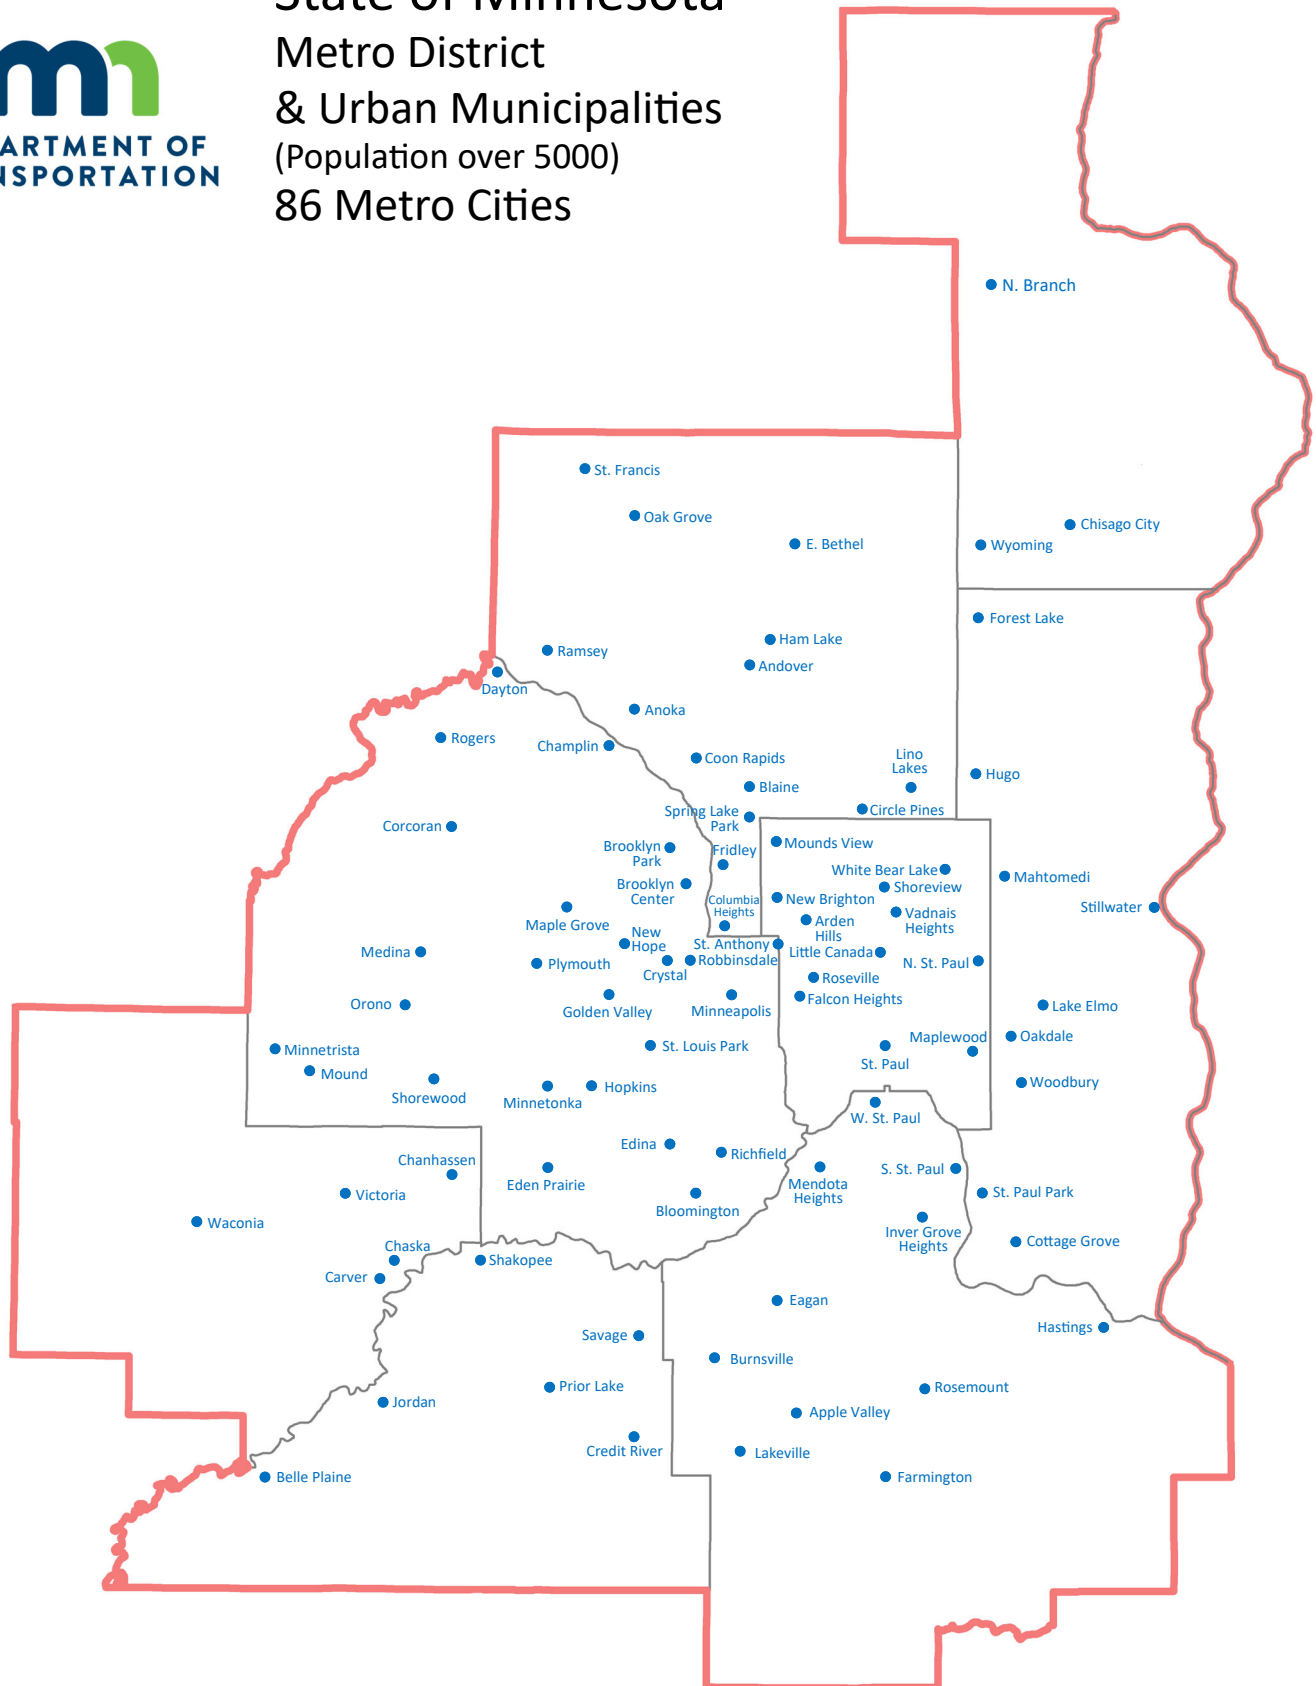 State of Minnesota
Metro District
& Urban Municipalities
(Population over 5000)
86 Metro Cities
ARTMENT OF
NSPORTATION
N. Branch
St. Francis
Oak Grove
E. Bethel
Chisago City
Wyoming
Forest Lake
Ham Lake
Ramsey
Andover
Dayton
Anoka
Rogers
Champlin
Coon Rapids
Lino
Lakes
Hugo
Blaine
Circle Pines
Spring Lake
Park
Corcoran
Mounds View
Brooklyn
Park
Fridley
White Bear Lake
Mahtomedi
Brooklyn
Center
Shoreview
New Brighton
Columbia
Heights
Stillwater
Vadnais
Heights
Maple Grove
Arden
Hills
New
Hope
St. Anthony
Medina
Little Canada
Plymouth
Crystal
Robbinsdale
N. St. Paul
Roseville
Orono
Golden Valley
Minneapolis
Falcon Heights
Lake Elmo
Maplewood
Oakdale
Minnetrista
St. Louis Park
St. Paul
Mound
Shorewood
Minnetonka
Hopkins
Woodbury
W. St. Paul
Edina
Richfield
Chanhassen
Eden Prairie
Mendota
Heights
S. St. Paul
Victoria
St. Paul Park
Bloomington
Waconia
Inver Grove
Heights
Cottage Grove
Chaska
Shakopee
Carver
Eagan
Hastings
Savage
Burnsville
Prior Lake
Rosemount
Jordan
Apple Valley
Credit River
Lakeville
Belle Plaine
Farmington